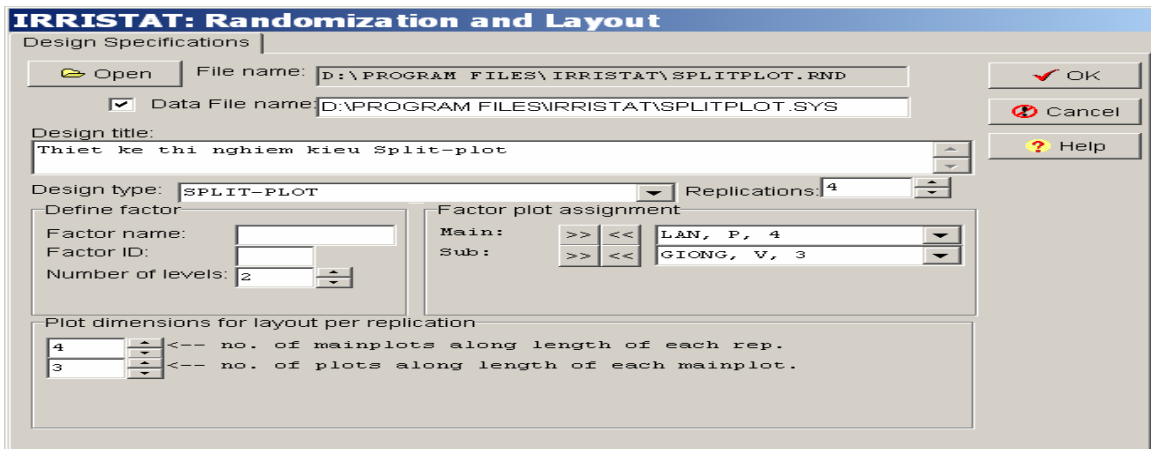 IRRISTAT: Randomization and Layout
Design Specifications
Open File name: D:\PROGRAM FILES\IRRISTAT\SPLITPLOT.RND OK
Data File name: D:\PROGRAM FILES\IRRISTAT\SPLITPLOT.SYS Cancel
Design title:
Thiet ke thi nghiem kieu Split-plot Help
Design type: SPLIT-PLOT Replications: 4
Define factor Factor plot assignment
Factor name: Main: >> << LAN, P, 4
Factor ID: Sub: >> << GIONG, V, 3
Number of levels: 2
Plot dimensions for layout per replication
4 <-- no. of mainplots along length of each rep.
3 <-- no. of plots along length of each mainplot.